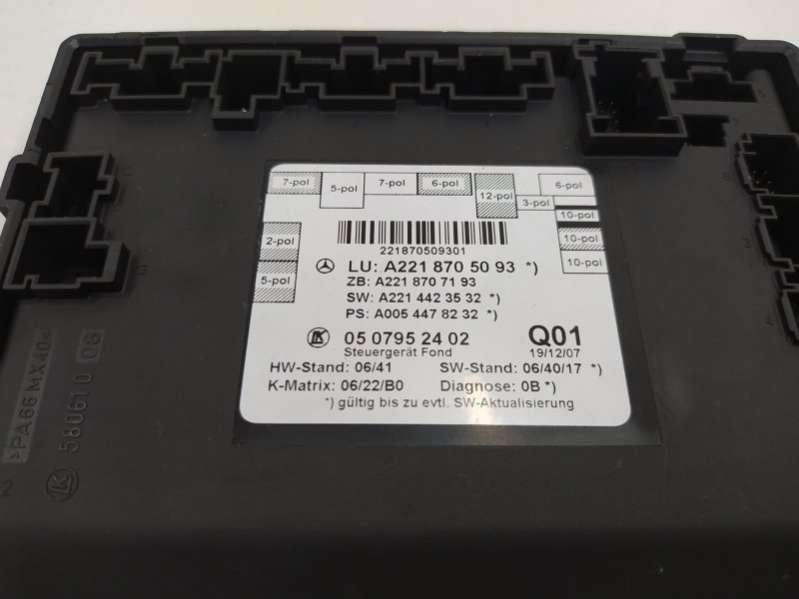 7-pol
5-pol
7-pol
6-pol
12-pol
3-pol
6-pol
10-pol
10-pol
10-pol
2-pol
5-pol
221870509301
LU: A221 870 50 93 *)
ZB: A221 870 71 93
SW: A221 442 35 32 *)
PS: A005 447 82 32 *)
LK 05 0795 24 02 Q01
Steuergerät Fond 19/12/07
HW-Stand: 06/41 SW-Stand: 06/40/17 *)
K-Matrix: 06/22/B0 Diagnose: 0B *)
*) gültig bis zu evtl. SW-Aktualisierung
>PA66 MX40<
LK 580610 06